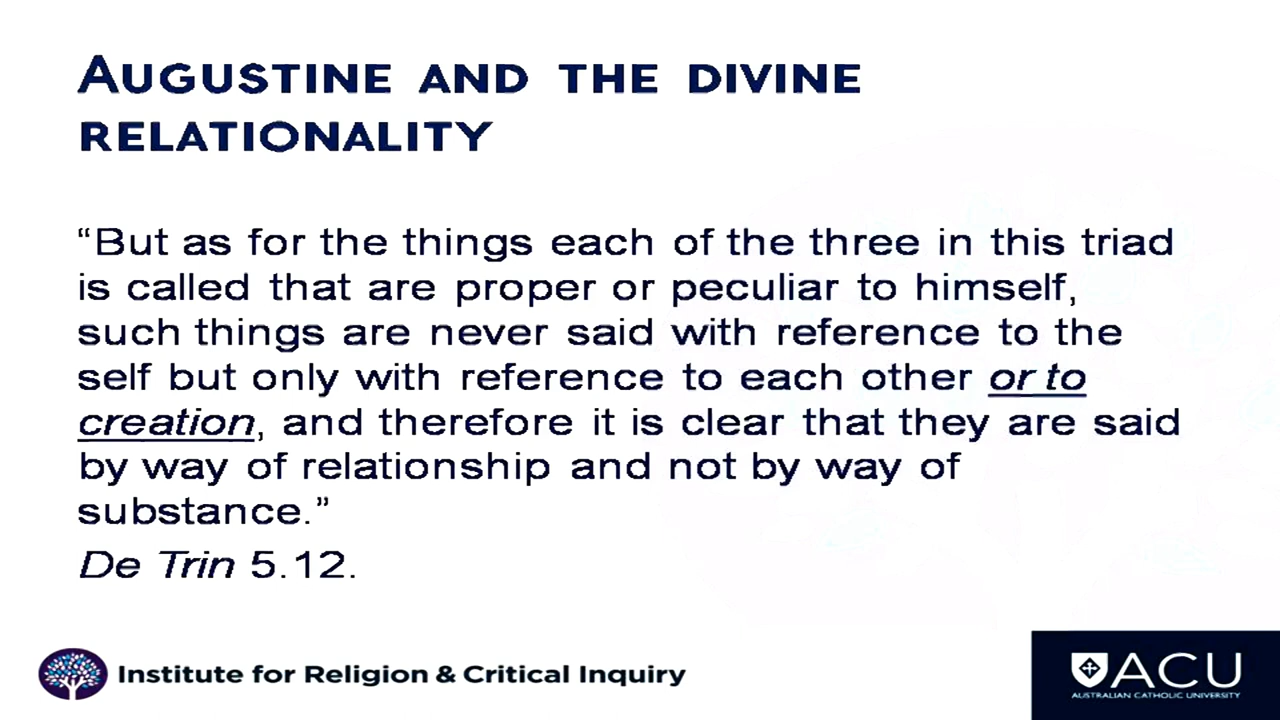 AUGUSTINE AND THE DIVINE
RELATIONALITY
“But as for the things each of the three in this triad
is called that are proper or peculiar to himself,
such things are never said with reference to the
self but only with reference to each other or to
creation, and therefore it is clear that they are said
by way of relationship and not by way of
substance.”
De Trin 5.12.
Institute for Religion & Critical Inquiry
ACU
AUSTRALIAN CATHOLIC UNIVERSITY